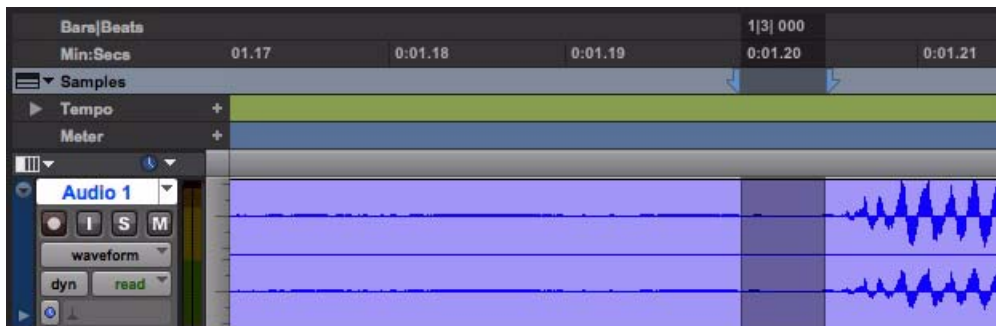 Bars|Beats 1|3| 000
Min:Secs 01.17 0:01.18 0:01.19 0:01.20 0:01.21
Samples
Tempo +
Meter +
Audio 1
I S M
waveform
dyn read